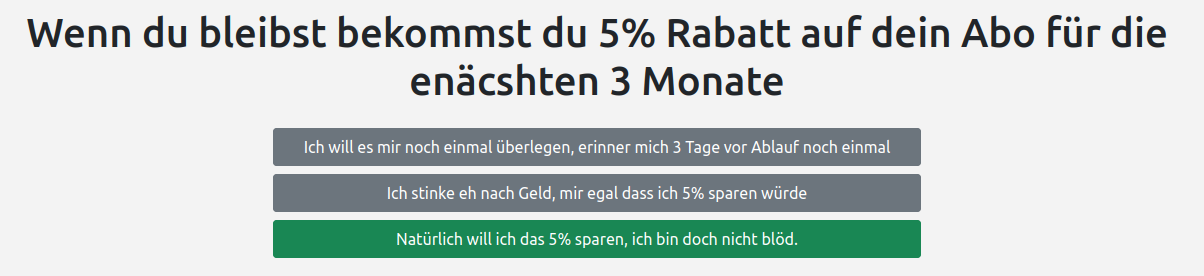 Wenn du bleibst bekommst du 5% Rabatt auf dein Abo für die
enäcshten 3 Monate
Ich will es mir noch einmal überlegen, erinner mich 3 Tage vor Ablauf noch einmal
Ich stinke eh nach Geld, mir egal dass ich 5% sparen würde
Natürlich will ich das 5% sparen, ich bin doch nicht blöd.